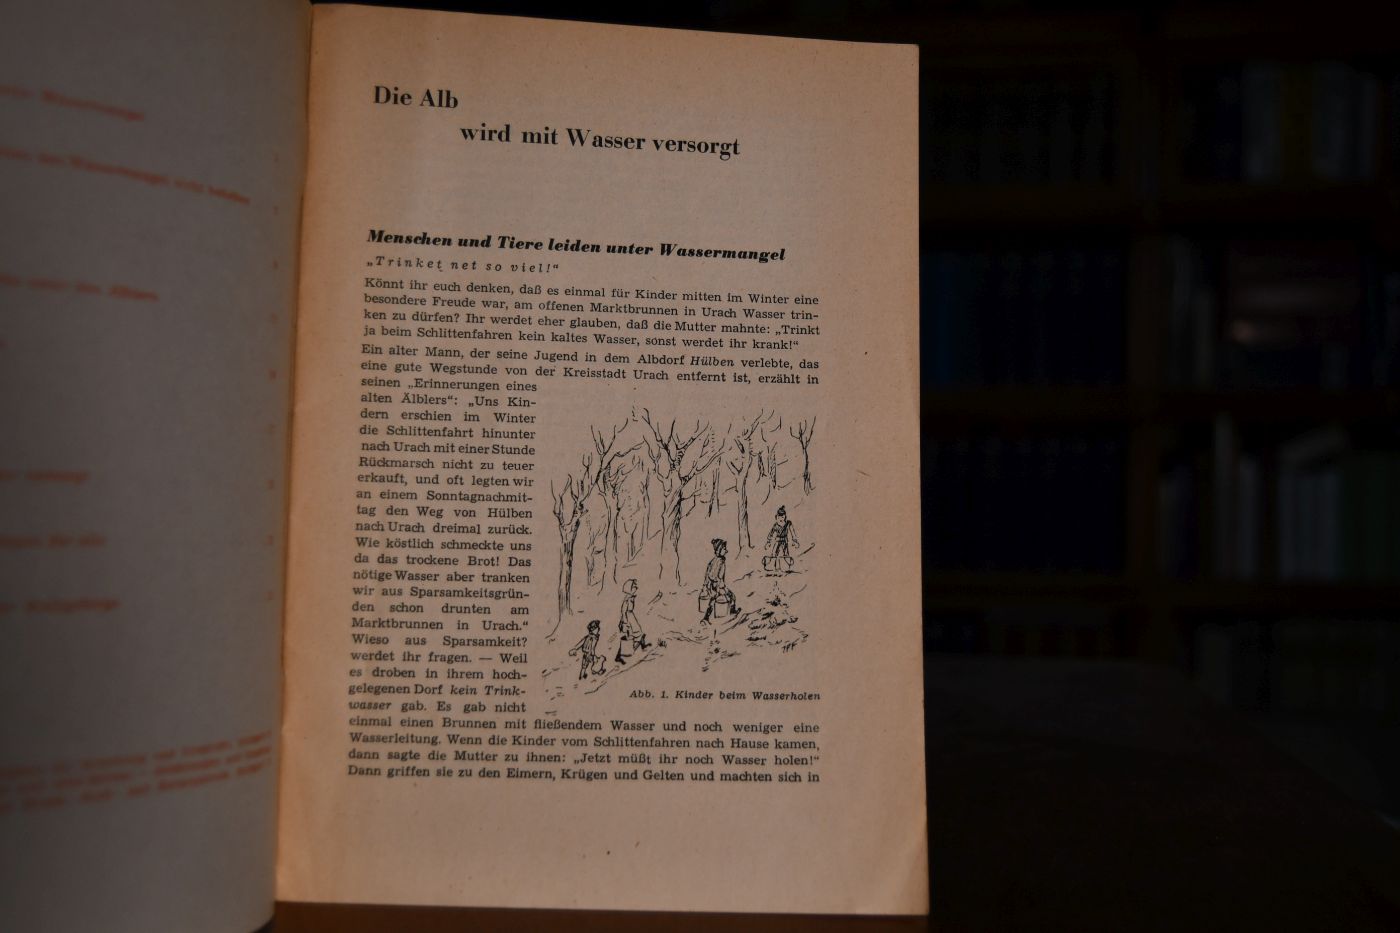 Die Alb
wird mit Wasser versorgt
Menschen und Tiere leiden unter Wassermangel
„Trinket net so viel!“
Könnt ihr euch denken, daß es einmal für Kinder mitten im Winter eine
besondere Freude war, am offenen Marktbrunnen in Urach Wasser trin-
ken zu dürfen? Ihr werdet eher glauben, daß die Mutter mahnte: „Trinkt
ja beim Schlittenfahren kein kaltes Wasser, sonst werdet ihr krank!“
Ein alter Mann, der seine Jugend in dem Albdorf Hülben verlebte, das
eine gute Wegstunde von der Kreisstadt Urach entfernt ist, erzählt in
seinen „Erinnerungen eines
alten Älblers“: „Uns Kin-
dern erschien im Winter
die Schlittenfahrt hinunter
nach Urach mit einer Stunde
Rückmarsch nicht zu teuer
erkauft, und oft legten wir
an einem Sonntagnachmit-
tag den Weg von Hülben
nach Urach dreimal zurück.
Wie köstlich schmeckte uns
da das trockene Brot! Das
nötige Wasser aber tranken
wir aus Sparsamkeitsgrün-
den schon drunten am
Marktbrunnen in Urach.“
Wieso aus Sparsamkeit?
werdet ihr fragen. — Weil
es droben in ihrem hoch-
gelegenen Dorf kein Trink-
wasser gab. Es gab nicht
Abb. 1. Kinder beim Wasserholen
einmal einen Brunnen mit fließendem Wasser und noch weniger eine
Wasserleitung. Wenn die Kinder vom Schlittenfahren nach Hause kamen,
dann sagte die Mutter zu ihnen: „Jetzt müßt ihr noch Wasser holen!“
Dann griffen sie zu den Eimern, Krügen und Gelten und machten sich in